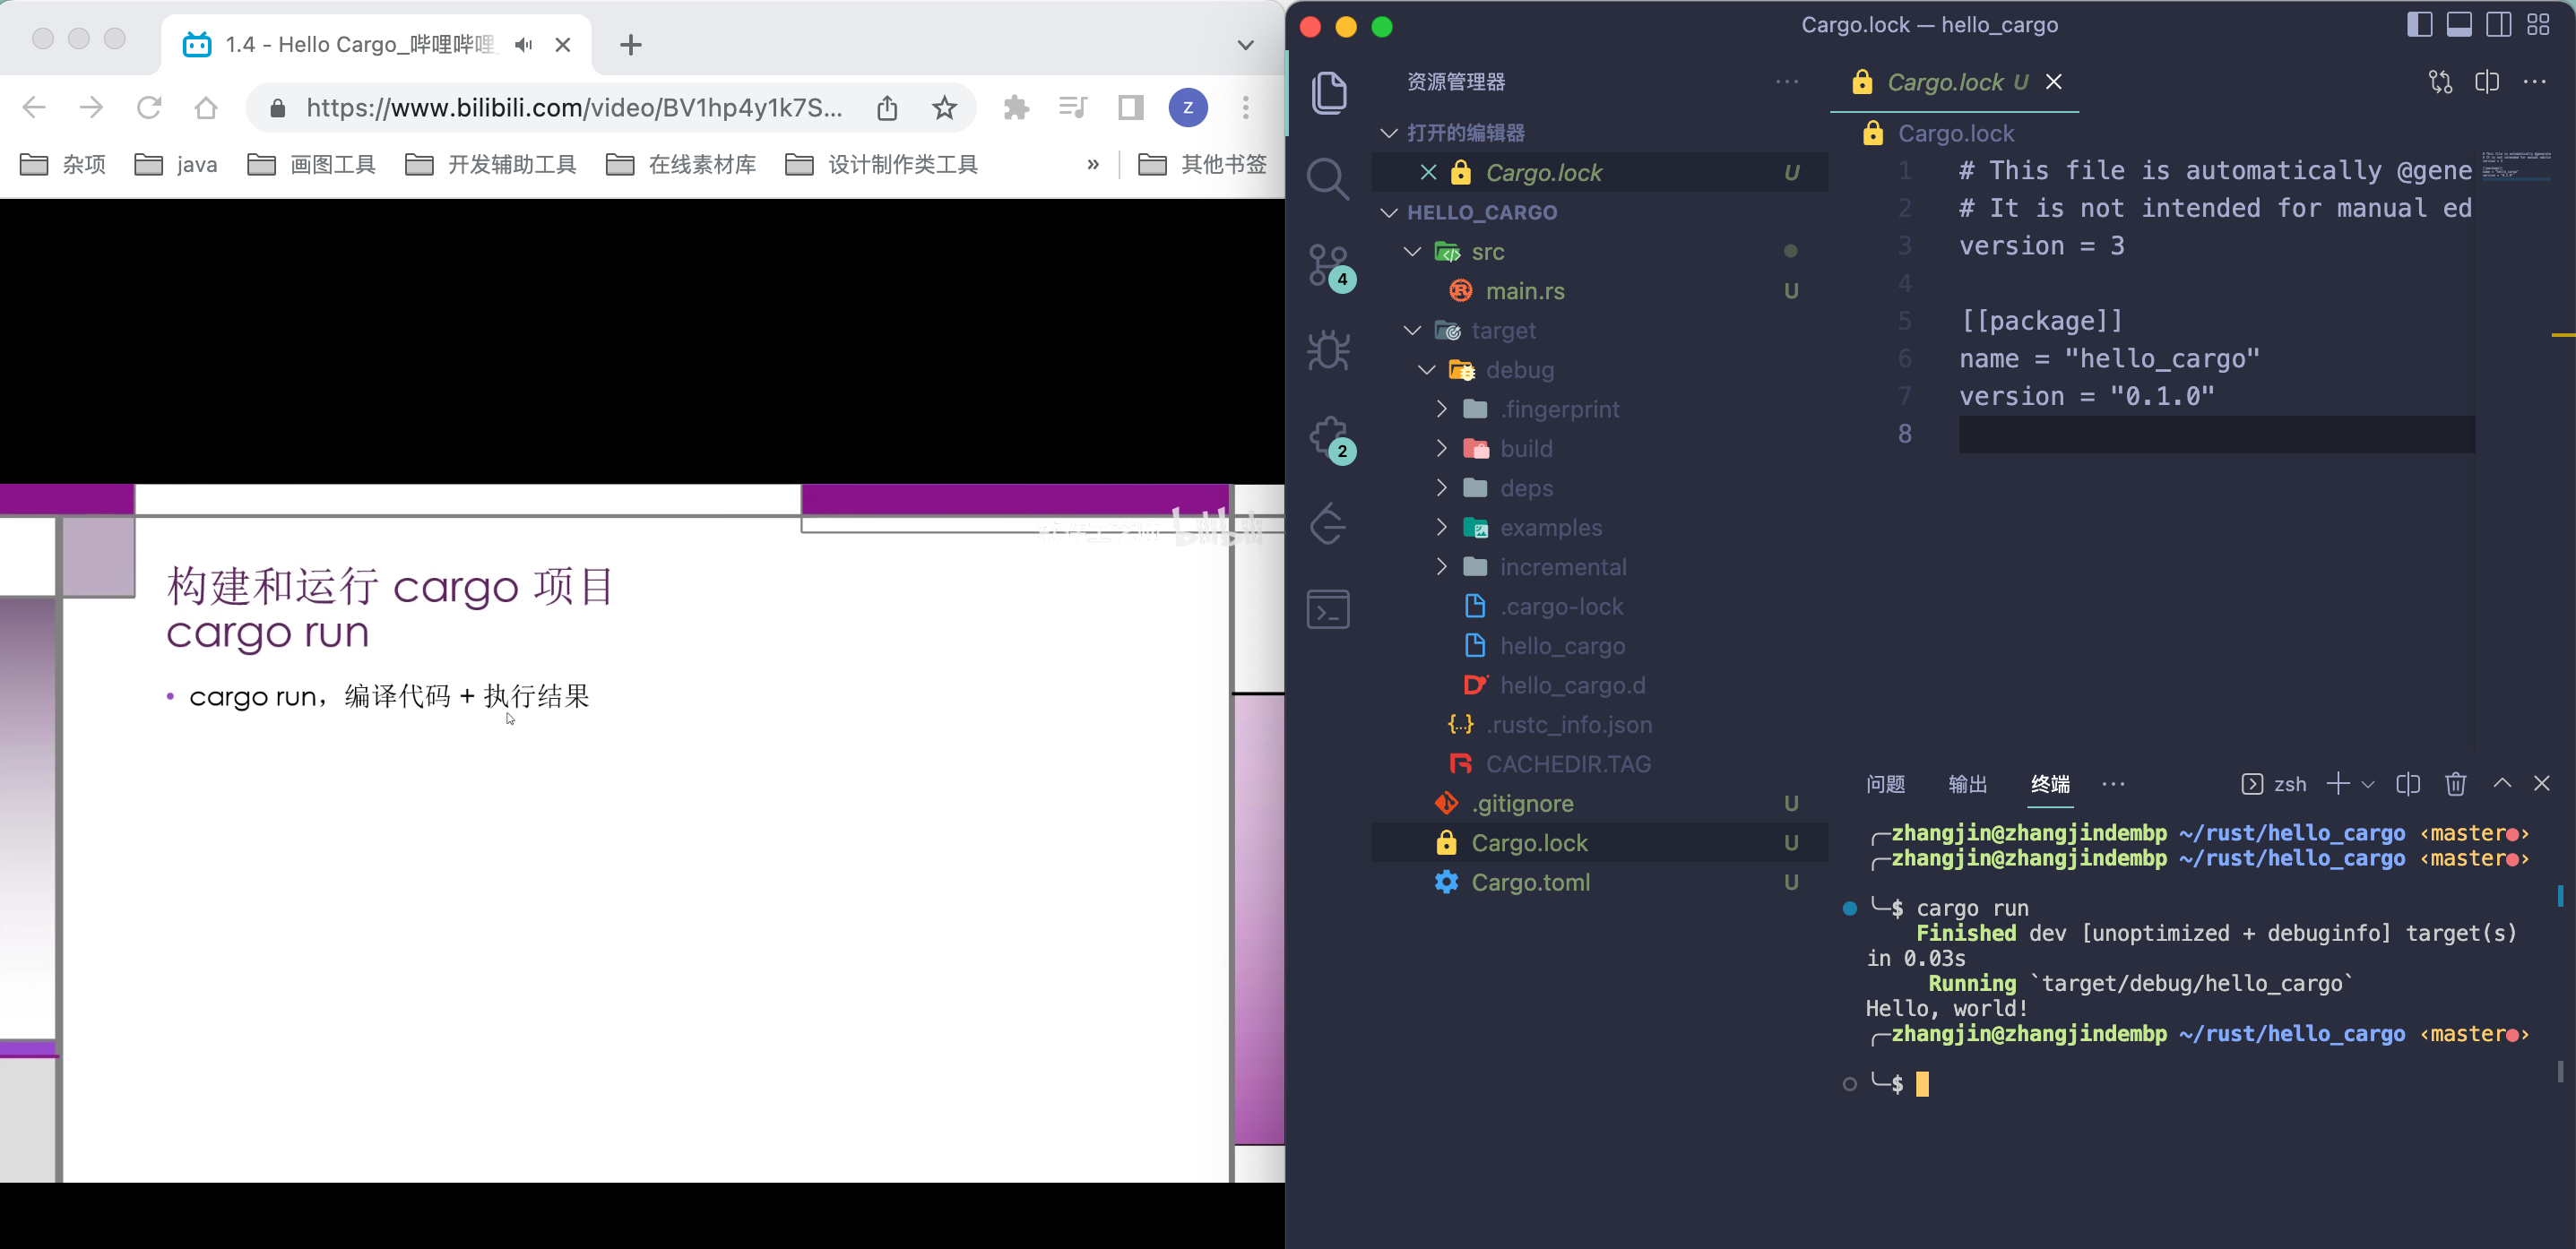 1.4 - Hello Cargo_哔哩哔哩_
https://www.bilibili.com/video/BV1hp4y1k7S...
z
杂项
java
画图工具
开发辅助工具
在线素材库
设计制作类工具
»
其他书签
bilibili
构建和运行 cargo 项目
cargo run
• cargo run，编译代码 + 执行结果
Cargo.lock — hello_cargo
资源管理器
打开的编辑器
Cargo.lock U
HELLO_CARGO
src
main.rs U
target
debug
.fingerprint
build
deps
examples
incremental
.cargo-lock
hello_cargo
hello_cargo.d
.rustc_info.json
CACHEDIR.TAG
.gitignore U
Cargo.lock U
Cargo.toml U
4
2
Cargo.lock U
Cargo.lock
1 # This file is automatically @gene
2 # It is not intended for manual ed
3 version = 3
4
5 [[package]]
6 name = "hello_cargo"
7 version = "0.1.0"
8
问题 输出 终端 ··· zsh
╭─zhangjin@zhangjindembp ~/rust/hello_cargo ‹master●›
╭─zhangjin@zhangjindembp ~/rust/hello_cargo ‹master●›
╰─$ cargo run
Finished dev [unoptimized + debuginfo] target(s)
in 0.03s
Running `target/debug/hello_cargo`
Hello, world!
╭─zhangjin@zhangjindembp ~/rust/hello_cargo ‹master●›
╰─$